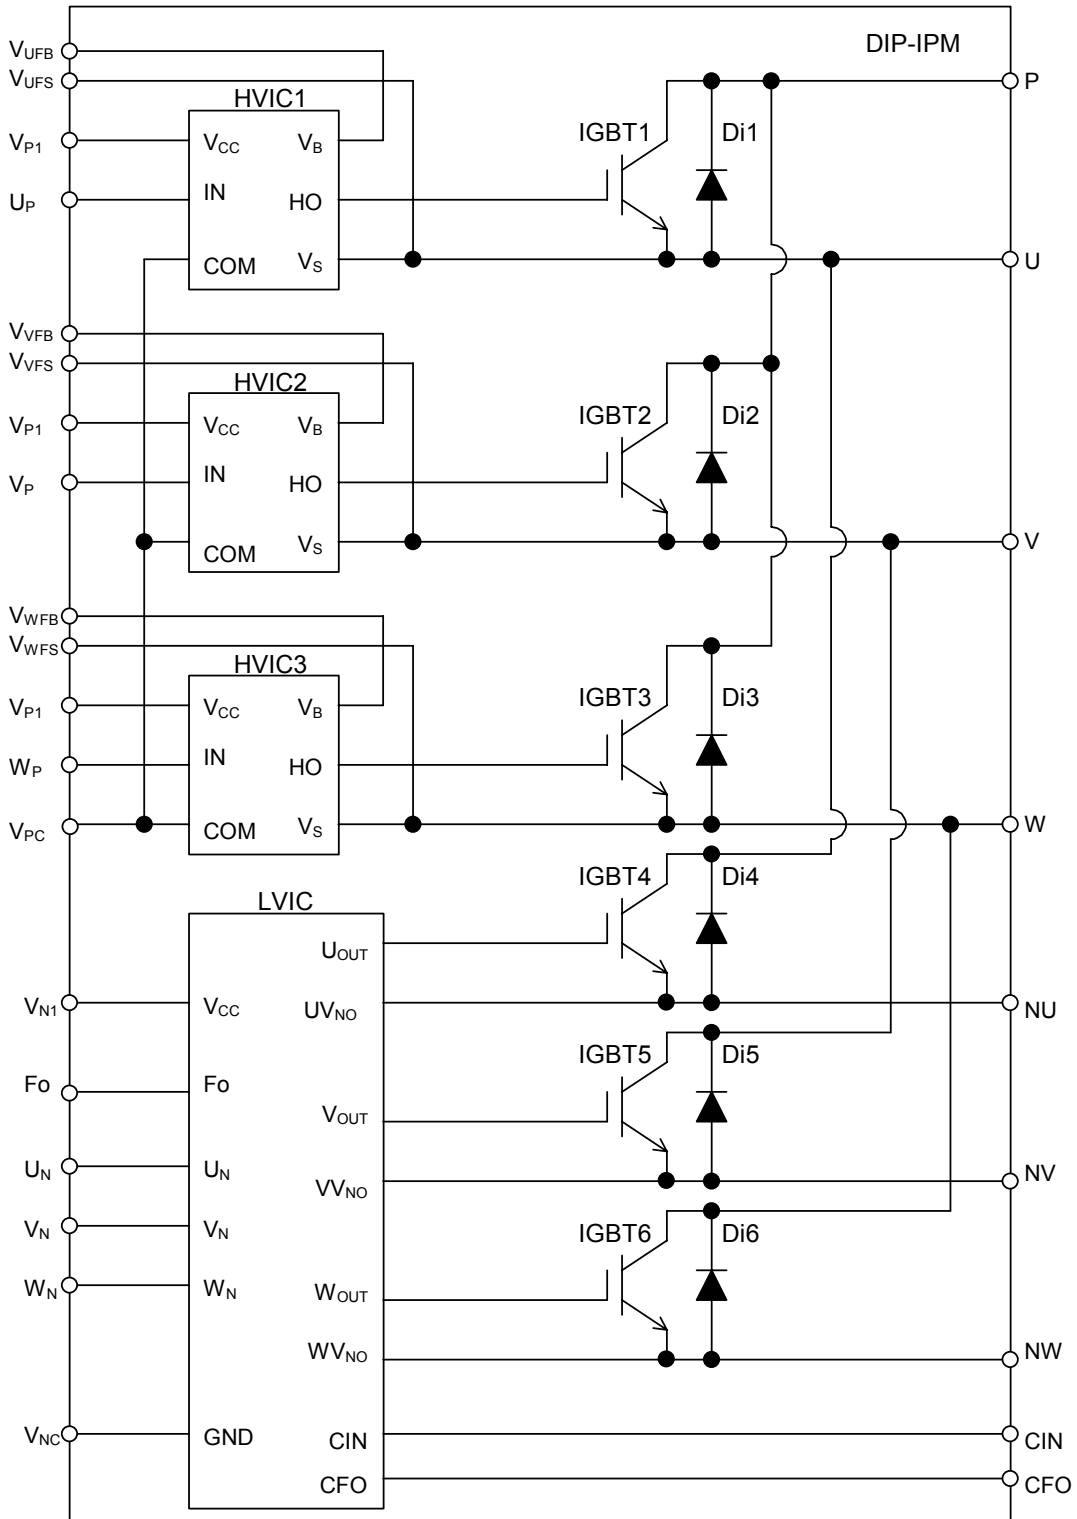 DIP-IPM
VUFB
VUFS
HVIC1
P
VP1
VCC
VB
IGBT1
Di1
UP
IN
HO
COM
VS
U
VVFB
VVFS
HVIC2
VP1
VCC
VB
IGBT2
Di2
VP
IN
HO
COM
VS
V
VWFB
VWFS
HVIC3
VP1
VCC
VB
IGBT3
Di3
WP
IN
HO
VPC
COM
VS
W
LVIC
IGBT4
Di4
UOUT
VN1
VCC
UVNO
NU
IGBT5
Di5
Fo
Fo
VOUT
UN
UN
VVNO
NV
VN
VN
IGBT6
Di6
WN
WN
WOUT
WVNO
NW
VNC
GND
CIN
CIN
CFO
CFO